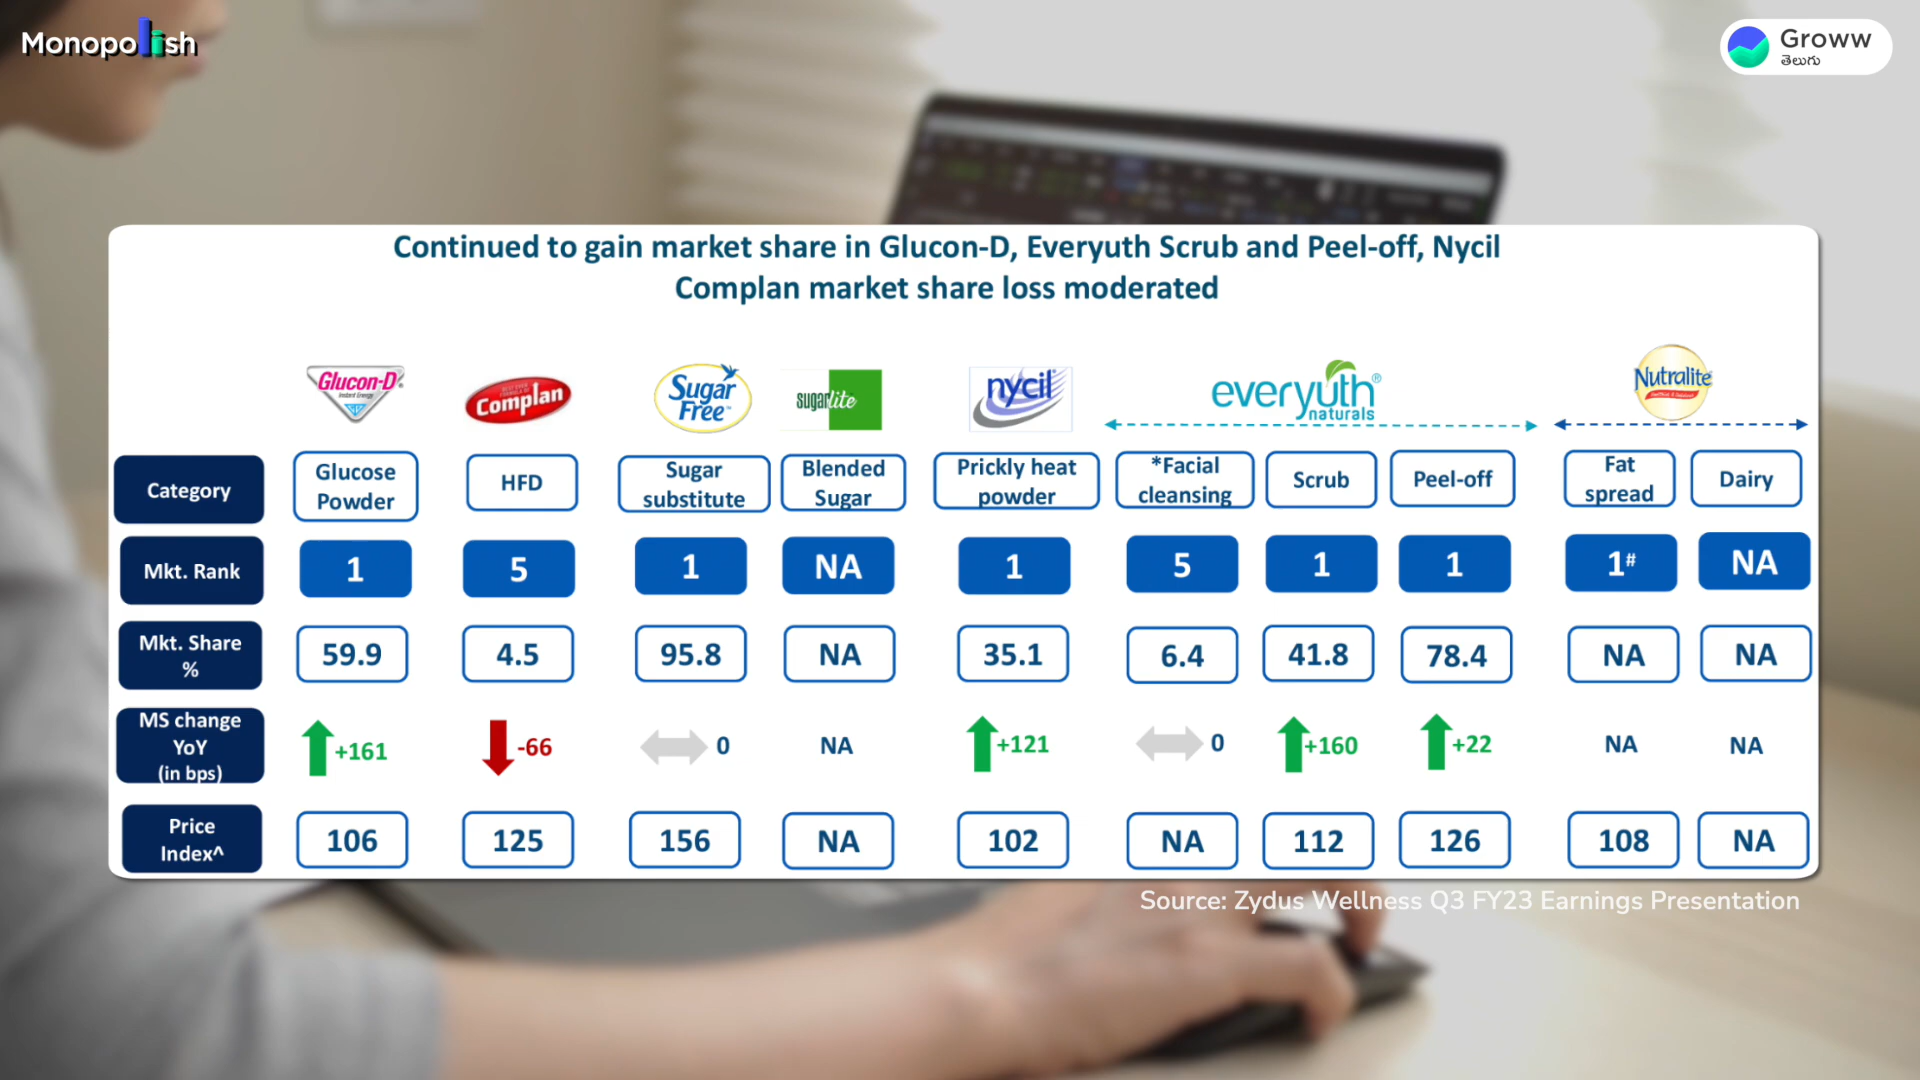 Monopolish
Groww
తెలుగు
Continued to gain market share in Glucon-D, Everyuth Scrub and Peel-off, Nycil
Complan market share loss moderated
Glucon-D
Instant Energy
Complan
Sugar
Free™
sugarlite
nycil
everyuth®
naturals
Nutralite
Category
Glucose
Powder
HFD
Sugar
substitute
Blended
Sugar
Prickly heat
powder
*Facial
cleansing
Scrub
Peel-off
Fat
spread
Dairy
Mkt. Rank
1
5
1
NA
1
5
1
1
1#
NA
Mkt. Share
%
59.9
4.5
95.8
NA
35.1
6.4
41.8
78.4
NA
NA
MS change
YoY
(in bps)
+161
-66
0
NA
+121
0
+160
+22
NA
NA
Price
Index^
106
125
156
NA
102
NA
112
126
108
NA
Source: Zydus Wellness Q3 FY23 Earnings Presentation